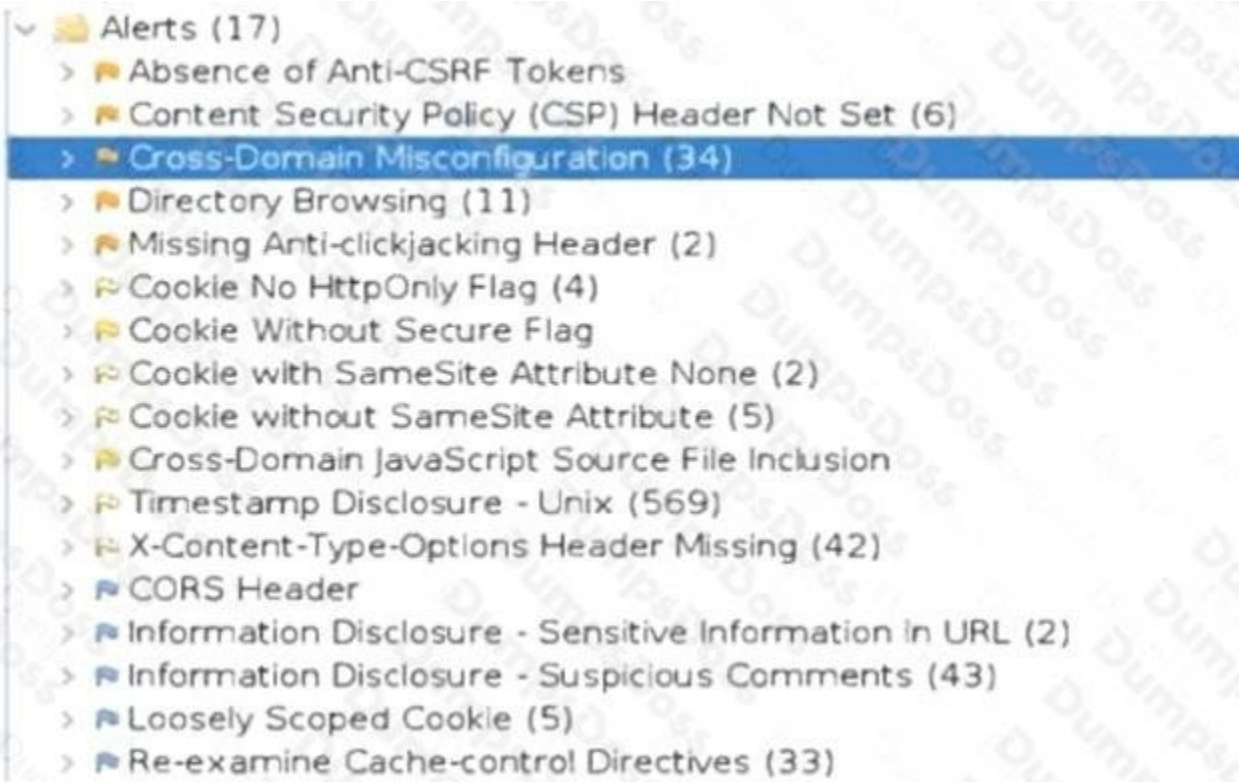 Alerts (17)
Absence of Anti-CSRF Tokens
Content Security Policy (CSP) Header Not Set (6)
Cross-Domain Misconfiguration (34)
Directory Browsing (11)
Missing Anti-clickjacking Header (2)
Cookie No HttpOnly Flag (4)
Cookie Without Secure Flag
Cookie with SameSite Attribute None (2)
Cookie without SameSite Attribute (5)
Cross-Domain JavaScript Source File Inclusion
Timestamp Disclosure - Unix (569)
X-Content-Type-Options Header Missing (42)
CORS Header
Information Disclosure - Sensitive Information in URL (2)
Information Disclosure - Suspicious Comments (43)
Loosely Scoped Cookie (5)
Re-examine Cache-control Directives (33)
DumpsDoss